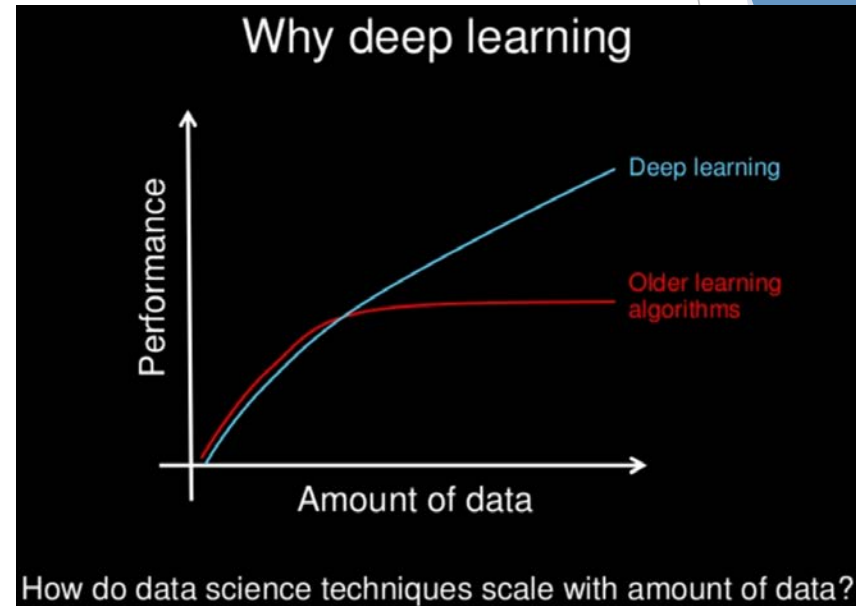 Why deep learning
Performance
Deep learning
Older learning
algorithms
Amount of data
How do data science techniques scale with amount of data?